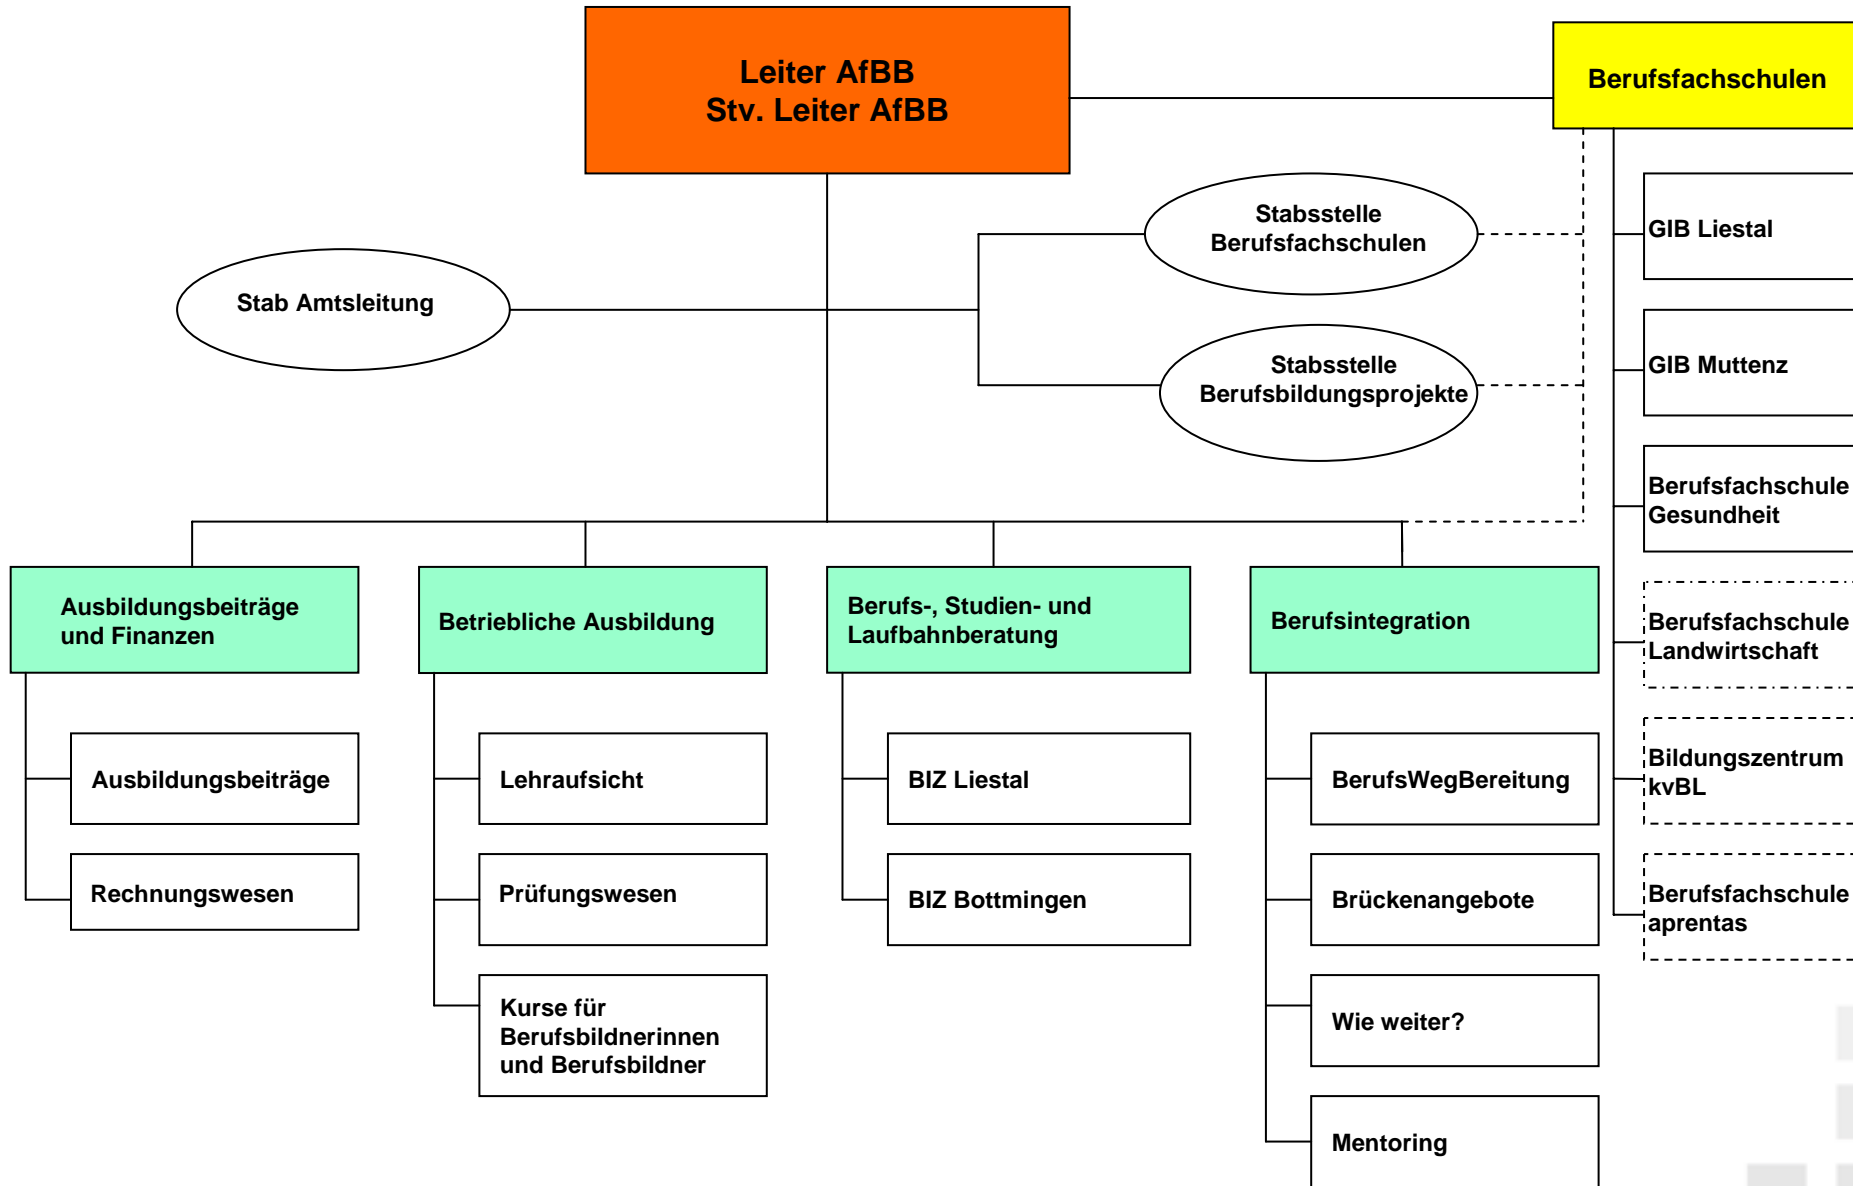 Leiter AfBB
Stv. Leiter AfBB
Berufsfachschulen
Stabsstelle
Berufsfachschulen
Stab Amtsleitung
Stabsstelle
Berufsbildungsprojekte
GIB Liestal
GIB Muttenz
Berufsfachschule
Gesundheit
Berufsfachschule
Landwirtschaft
Bildungszentrum
kvBL
Berufsfachschule
aprentas
Ausbildungsbeiträge
und Finanzen
Ausbildungsbeiträge
Rechnungswesen
Betriebliche Ausbildung
Lehraufsicht
Prüfungswesen
Kurse für
Berufsbildnerinnen
und Berufsbildner
Berufs-, Studien- und
Laufbahnberatung
BIZ Liestal
BIZ Bottmingen
Berufsintegration
BerufsWegBereitung
Brückenangebote
Wie weiter?
Mentoring